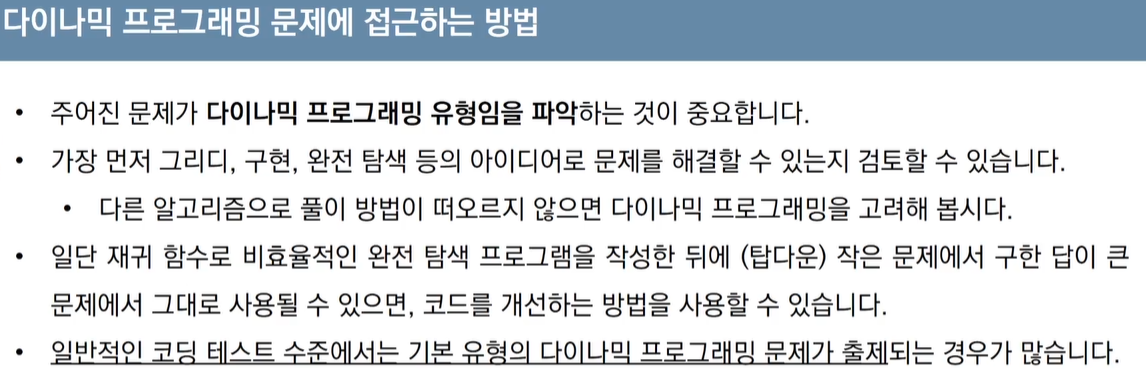 다이나믹 프로그래밍 문제에 접근하는 방법
• 주어진 문제가 다이나믹 프로그래밍 유형임을 파악하는 것이 중요합니다.
• 가장 먼저 그리디, 구현, 완전 탐색 등의 아이디어로 문제를 해결할 수 있는지 검토할 수 있습니다.
• 다른 알고리즘으로 풀이 방법이 떠오르지 않으면 다이나믹 프로그래밍을 고려해 봅시다.
• 일단 재귀 함수로 비효율적인 완전 탐색 프로그램을 작성한 뒤에 (탑다운) 작은 문제에서 구한 답이 큰
문제에서 그대로 사용될 수 있으면, 코드를 개선하는 방법을 사용할 수 있습니다.
• 일반적인 코딩 테스트 수준에서는 기본 유형의 다이나믹 프로그래밍 문제가 출제되는 경우가 많습니다.